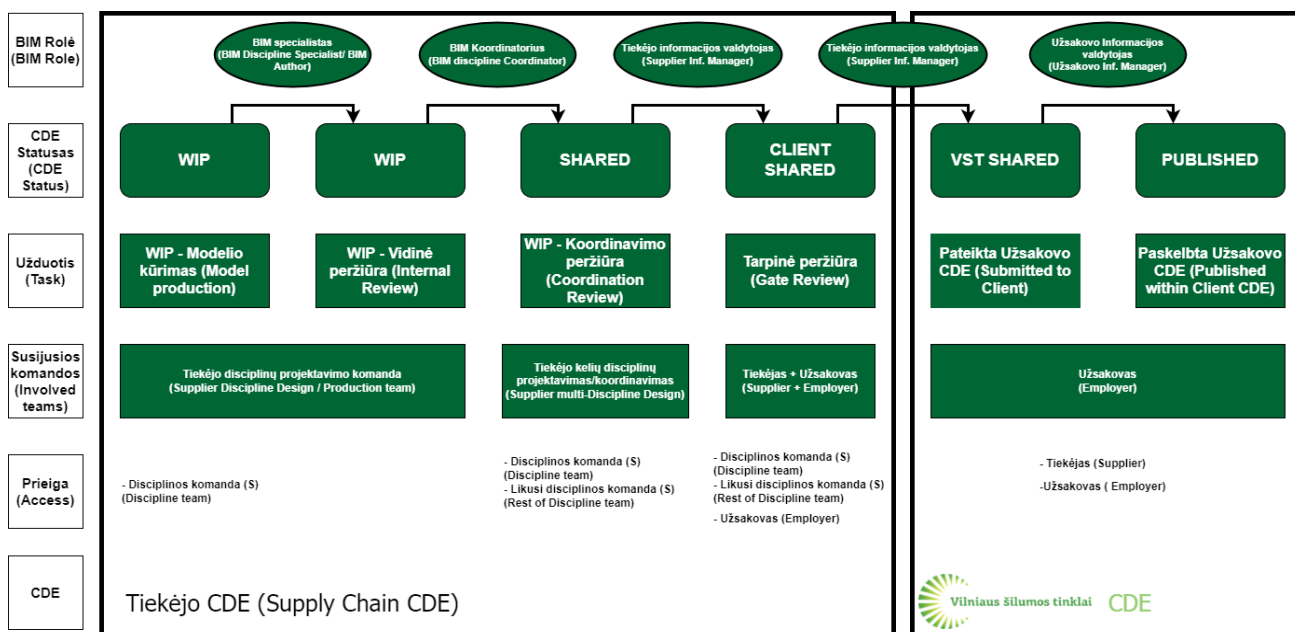 BIM Rolė
(BIM Role)
BIM specialistas
(BIM Discipline Specialist/ BIM
Author)
BIM Koordinatorius
(BIM discipline Coordinator)
Tiekėjo informacijos valdytojas
(Supplier Inf. Manager)
Tiekėjo informacijos valdytojas
(Supplier Inf. Manager)
Užsakovo Informacijos
valdytojas
(Užsakovo Inf. Manager)
CDE
Statusas
(CDE
Status)
WIP
WIP
SHARED
CLIENT
SHARED
VST SHARED
PUBLISHED
Užduotis
(Task)
WIP - Modelio
kūrimas (Model
production)
WIP - Vidinė
peržiūra (Internal
Review)
WIP - Koordinavimo
peržiūra
(Coordination
Review)
Tarpinė peržiūra
(Gate Review)
Pateikta Užsakovo
CDE (Submitted to
Client)
Paskelbta Užsakovo
CDE (Published
within Client CDE)
Susijusios
komandos
(Involved
teams)
Tiekėjo disciplinų projektavimo komanda
(Supplier Discipline Design / Production team)
Tiekėjo kelių disciplinų
projektavimas/koordinavimas
(Supplier multi-Discipline Design)
Tiekėjas + Užsakovas
(Supplier + Employer)
Užsakovas
(Employer)
Prieiga
(Access)
- Disciplinos komanda (S)
(Discipline team)
- Disciplinos komanda (S)
(Discipline team)
- Likusi disciplinos komanda (S)
(Rest of Discipline team)
- Disciplinos komanda (S)
(Discipline team)
- Likusi disciplinos komanda (S)
(Rest of Discipline team)
- Užsakovas (Employer)
- Tiekėjas (Supplier)
-Užsakovas ( Employer)
CDE
Tiekėjo CDE (Supply Chain CDE)
Vilniaus šilumos tinklai CDE